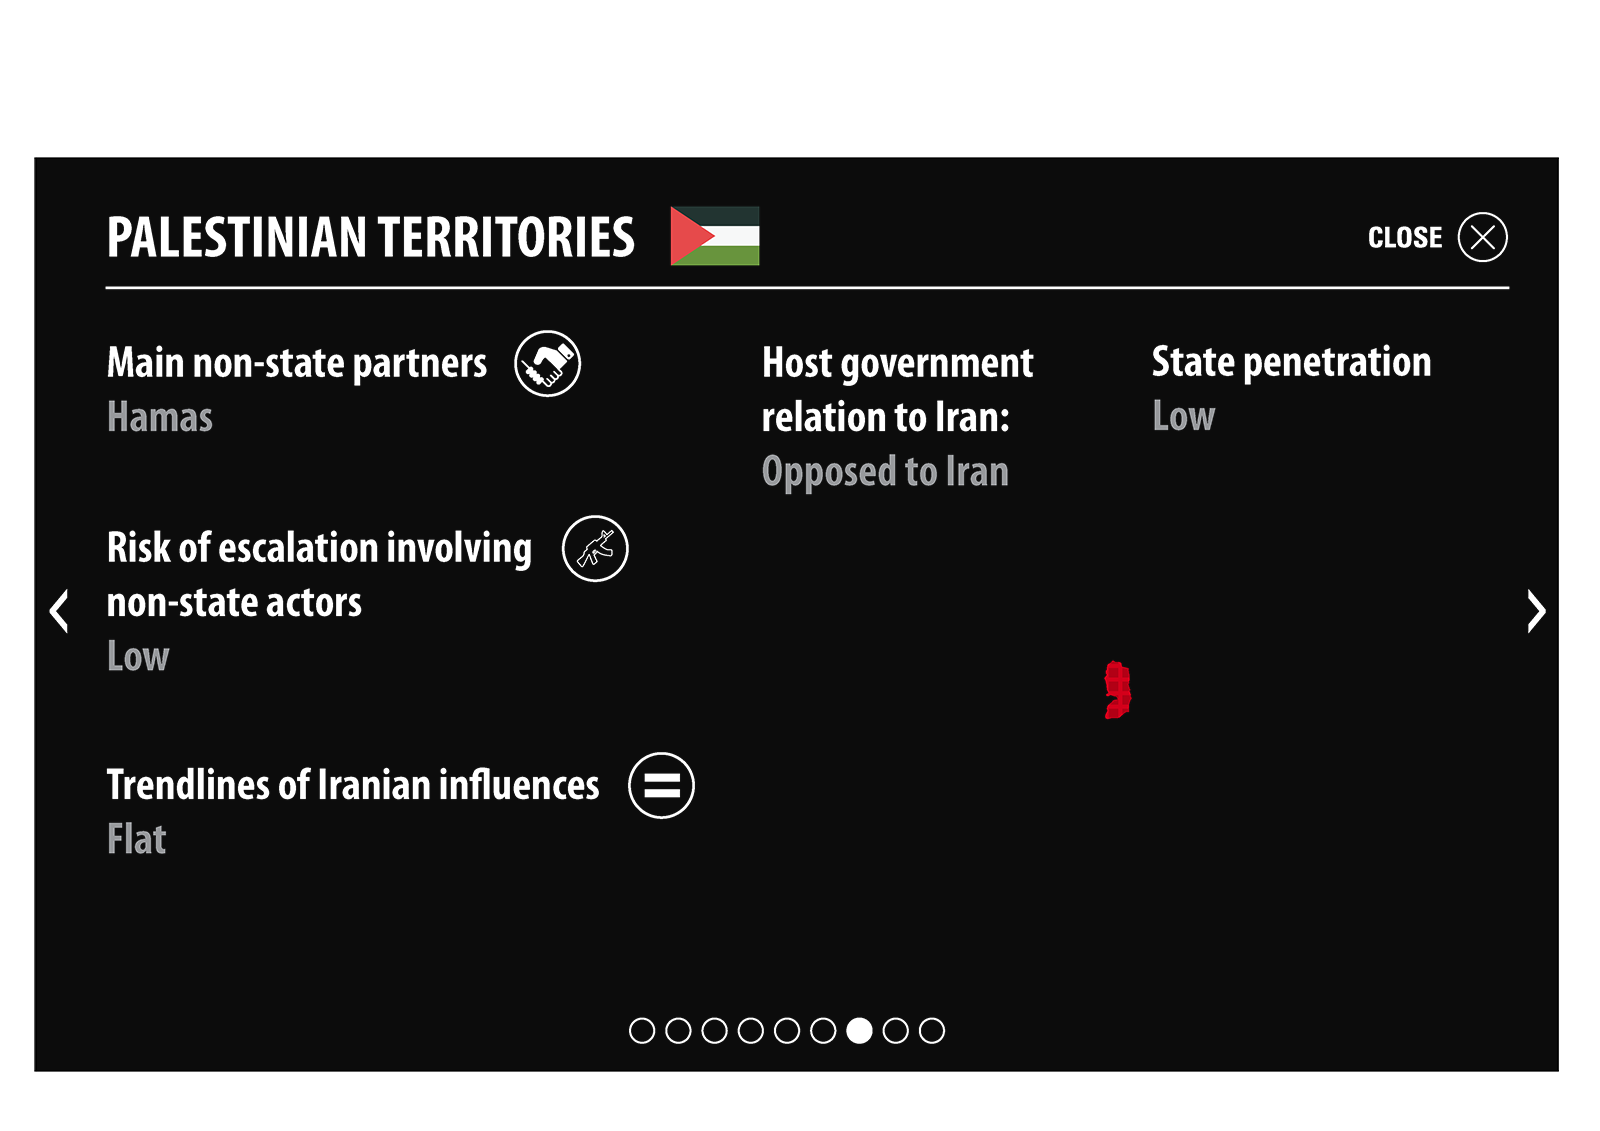 PALESTINIAN TERRITORIES
CLOSE
Main non-state partners
Hamas
Host government
relation to Iran:
Opposed to Iran
State penetration
Low
Risk of escalation involving
non-state actors
Low
Trendlines of Iranian influences
Flat